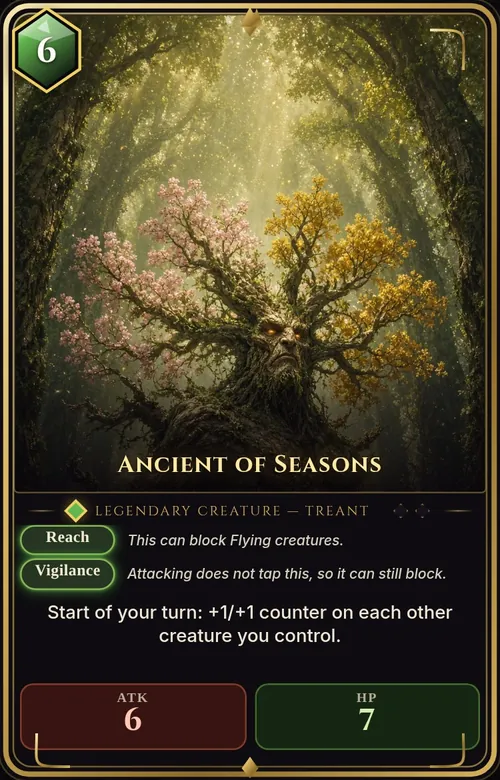 6
Ancient of Seasons
Legendary Creature — Treant
Reach
This can block Flying creatures.
Vigilance
Attacking does not tap this, so it can still block.
Start of your turn: +1/+1 counter on each other
creature you control.
ATK
6
HP
7